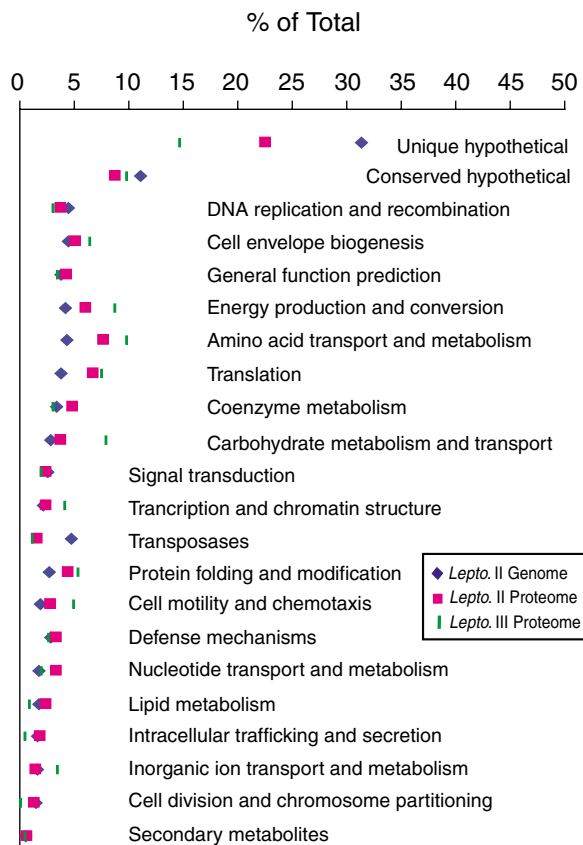 % of Total
0 5 10 15 20 25 30 35 40 45 50
Unique hypothetical
Conserved hypothetical
DNA replication and recombination
Cell envelope biogenesis
General function prediction
Energy production and conversion
Amino acid transport and metabolism
Translation
Coenzyme metabolism
Carbohydrate metabolism and transport
Signal transduction
Trancription and chromatin structure
Transposases
Protein folding and modification
Cell motility and chemotaxis
Defense mechanisms
Nucleotide transport and metabolism
Lipid metabolism
Intracellular trafficking and secretion
Inorganic ion transport and metabolism
Cell division and chromosome partitioning
Secondary metabolites
Lepto. II Genome
Lepto. II Proteome
Lepto. III Proteome